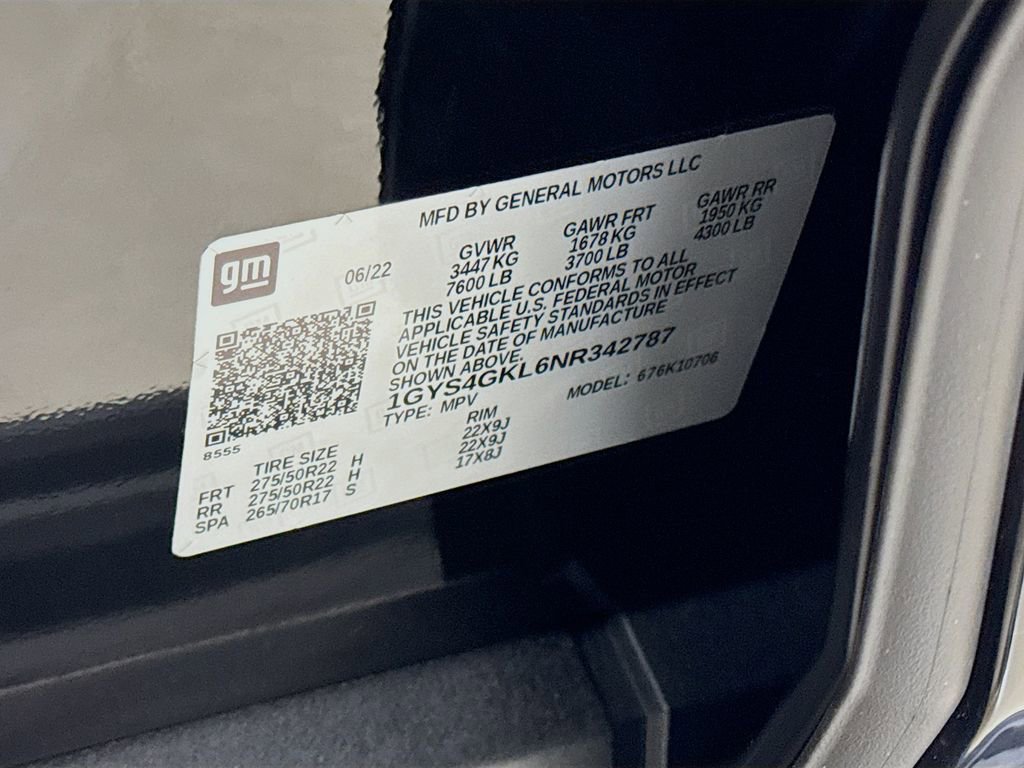 MFD BY GENERAL MOTORS LLC
gm
06/22
GVWR GAWR FRT GAWR RR
3447 KG 1678 KG 1950 KG
7600 LB 3700 LB 4300 LB
THIS VEHICLE CONFORMS TO ALL
APPLICABLE U.S. FEDERAL MOTOR
VEHICLE SAFETY STANDARDS IN EFFECT
ON THE DATE OF MANUFACTURE
SHOWN ABOVE.
1GYS4GKL6NR342787
TYPE: MPV MODEL: 676K10706
8555
TIRE SIZE RIM
FRT 275/50R22 H 22X9J
RR 275/50R22 H 22X9J
SPA 265/70R17 S 17X8J